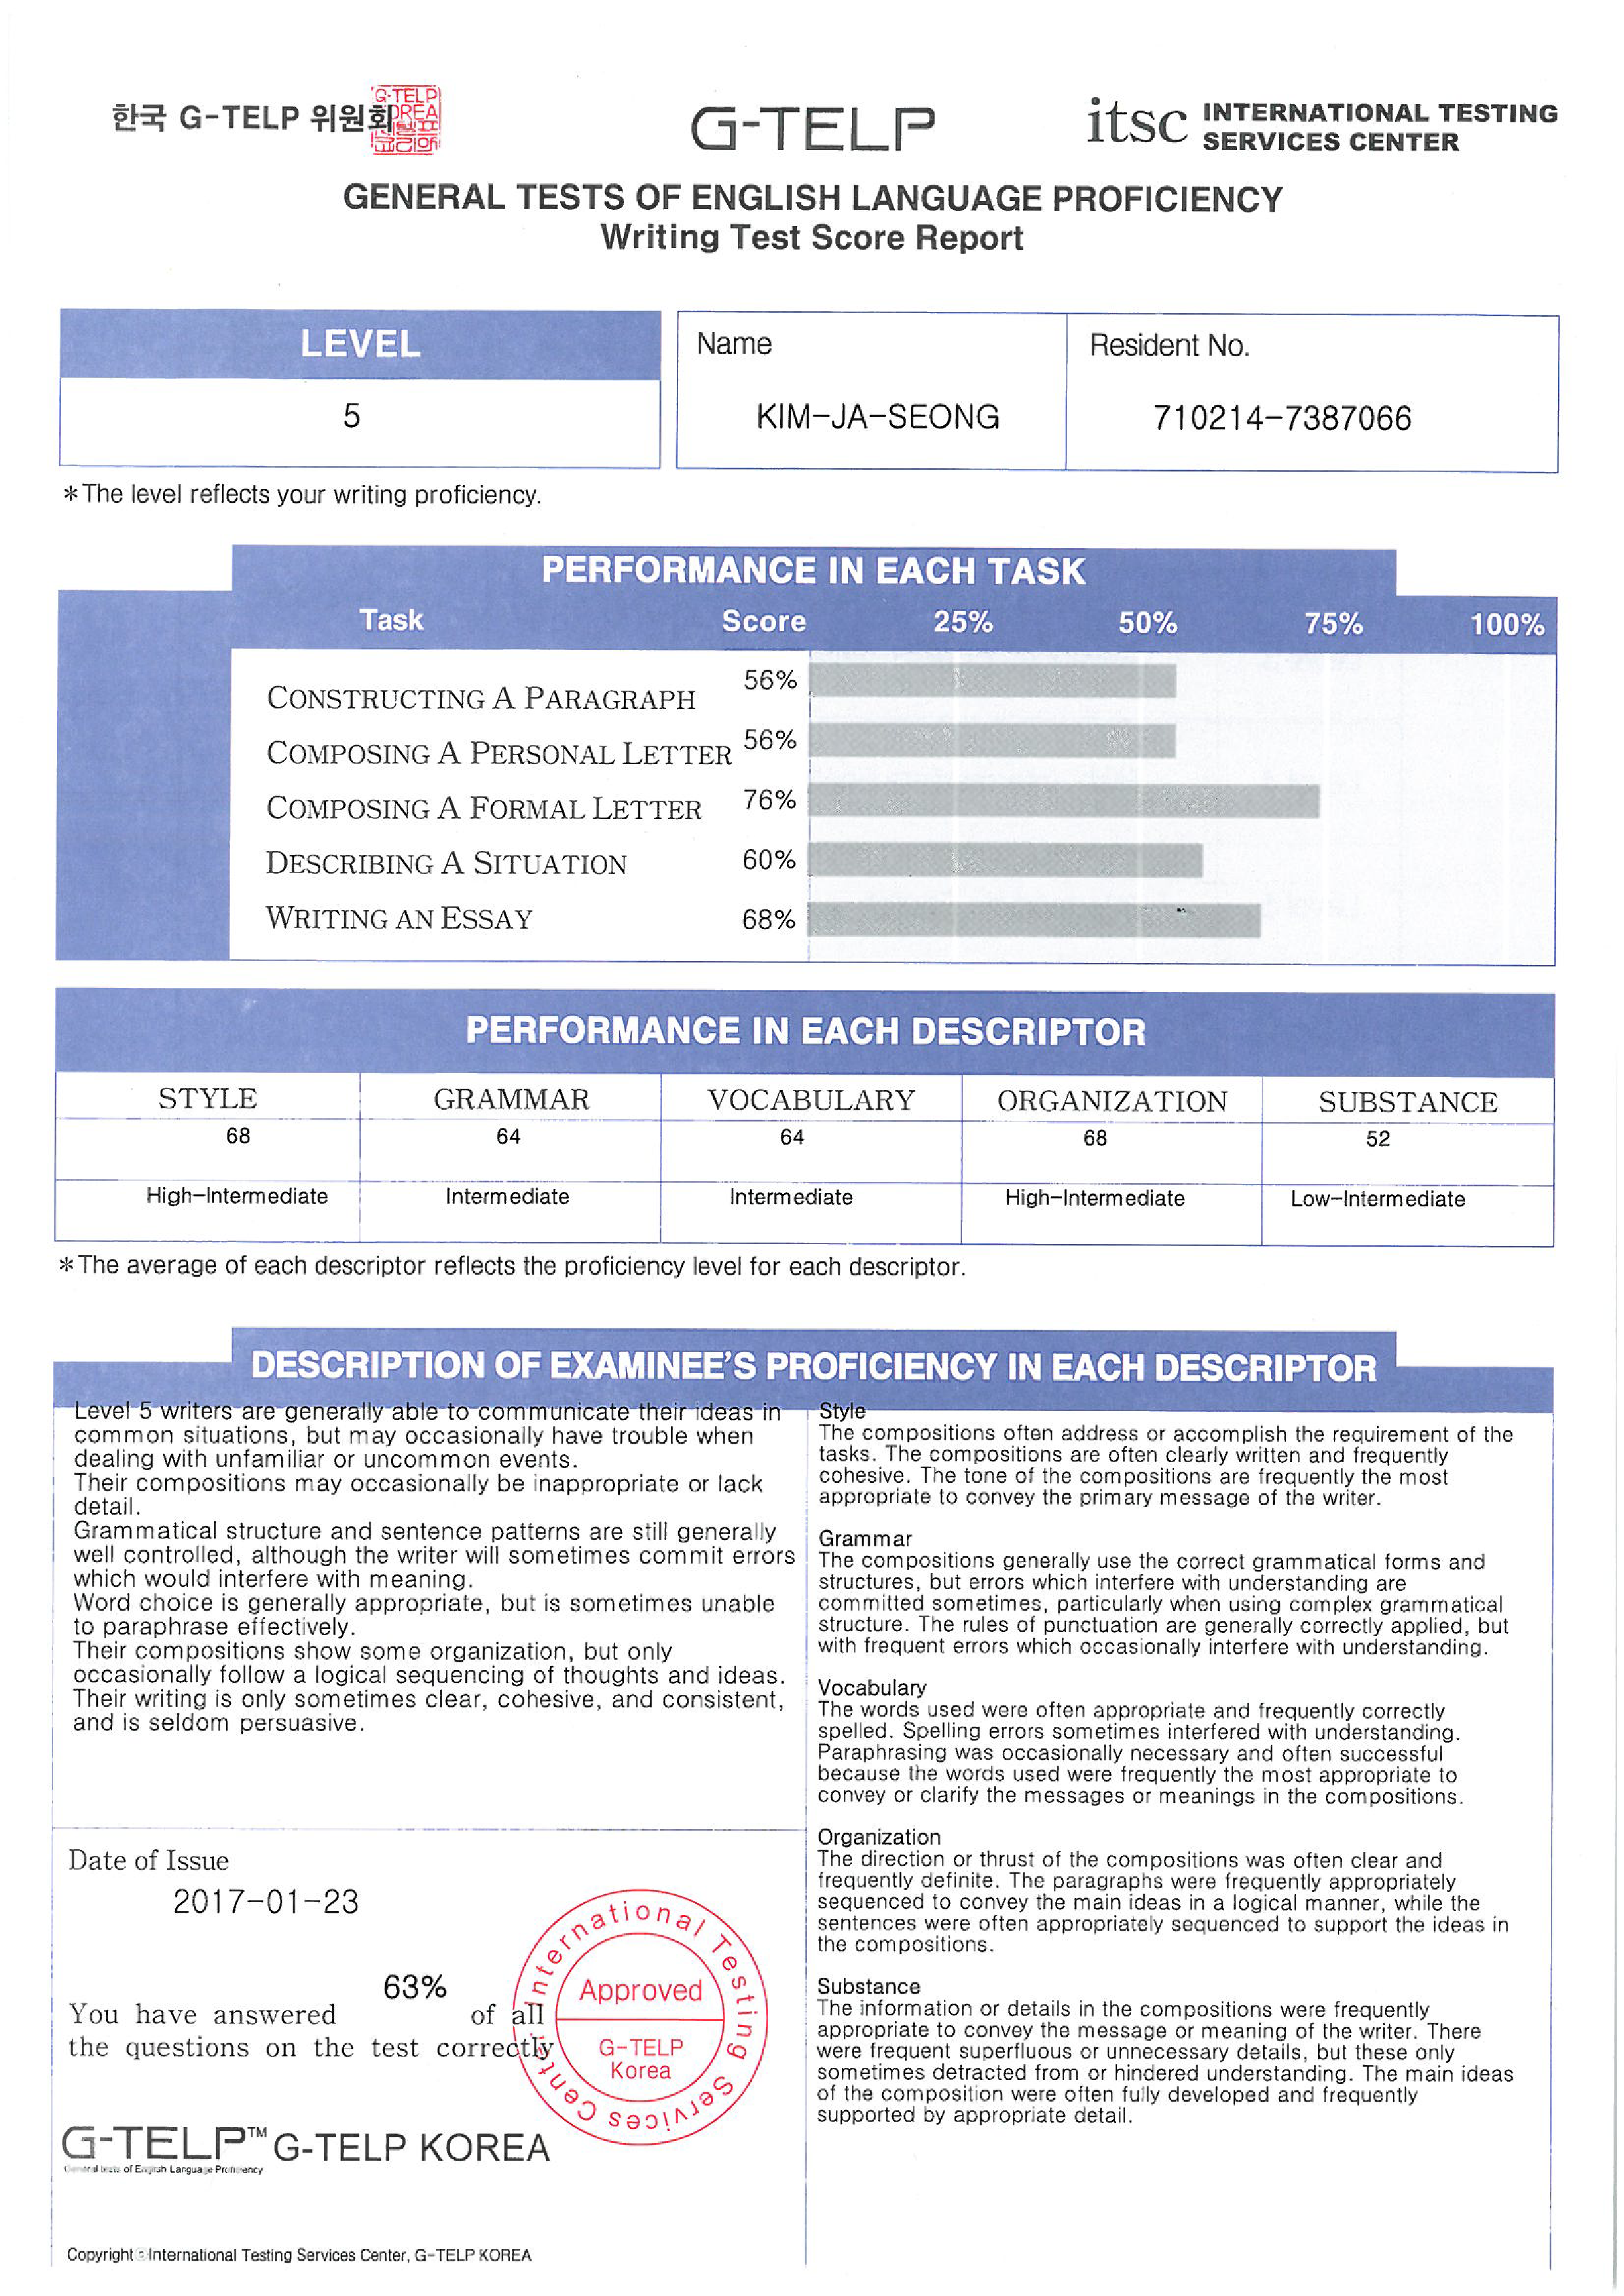 한국 G-TELP 위원회
G-TELP
KOREA
G-TELP
itsc INTERNATIONAL TESTING
SERVICES CENTER
GENERAL TESTS OF ENGLISH LANGUAGE PROFICIENCY
Writing Test Score Report
LEVEL
5
Name
KIM-JA-SEONG
Resident No.
710214-7387066
*The level reflects your writing proficiency.
PERFORMANCE IN EACH TASK
Task Score 25% 50% 75% 100%
CONSTRUCTING A PARAGRAPH 56%
COMPOSING A PERSONAL LETTER 56%
COMPOSING A FORMAL LETTER 76%
DESCRIBING A SITUATION 60%
WRITING AN ESSAY 68%
PERFORMANCE IN EACH DESCRIPTOR
STYLE GRAMMAR VOCABULARY ORGANIZATION SUBSTANCE
68 64 64 68 52
High-Intermediate Intermediate Intermediate High-Intermediate Low-Intermediate
*The average of each descriptor reflects the proficiency level for each descriptor.
DESCRIPTION OF EXAMINEE'S PROFICIENCY IN EACH DESCRIPTOR
Level 5 writers are generally able to communicate their ideas in
common situations, but may occasionally have trouble when
dealing with unfamiliar or uncommon events.
Their compositions may occasionally be inappropriate or lack
detail.
Grammatical structure and sentence patterns are still generally
well controlled, although the writer will sometimes commit errors
which would interfere with meaning.
Word choice is generally appropriate, but is sometimes unable
to paraphrase effectively.
Their compositions show some organization, but only
occasionally follow a logical sequencing of thoughts and ideas.
Their writing is only sometimes clear, cohesive, and consistent,
and is seldom persuasive.
Style
The compositions often address or accomplish the requirement of the
tasks. The compositions are often clearly written and frequently
cohesive. The tone of the compositions are frequently the most
appropriate to convey the primary message of the writer.
Grammar
The compositions generally use the correct grammatical forms and
structures, but errors which interfere with understanding are
committed sometimes, particularly when using complex grammatical
structure. The rules of punctuation are generally correctly applied, but
with frequent errors which occasionally interfere with understanding.
Vocabulary
The words used were often appropriate and frequently correctly
spelled. Spelling errors sometimes interfered with understanding.
Paraphrasing was occasionally necessary and often successful
because the words used were frequently the most appropriate to
convey or clarify the messages or meanings in the compositions.
Organization
The direction or thrust of the compositions was often clear and
frequently definite. The paragraphs were frequently appropriately
sequenced to convey the main ideas in a logical manner, while the
sentences were often appropriately sequenced to support the ideas in
the compositions.
Substance
The information or details in the compositions were frequently
appropriate to convey the message or meaning of the writer. There
were frequent superfluous or unnecessary details, but these only
sometimes detracted from or hindered understanding. The main ideas
of the composition were often fully developed and frequently
supported by appropriate detail.
Date of Issue
2017-01-23
63%
You have answered of all
the questions on the test correctly
International Testing Services Center
Approved
G-TELP
Korea
G-TELP™ G-TELP KOREA
General tests of English Language Proficiency
Copyright©International Testing Services Center, G-TELP KOREA